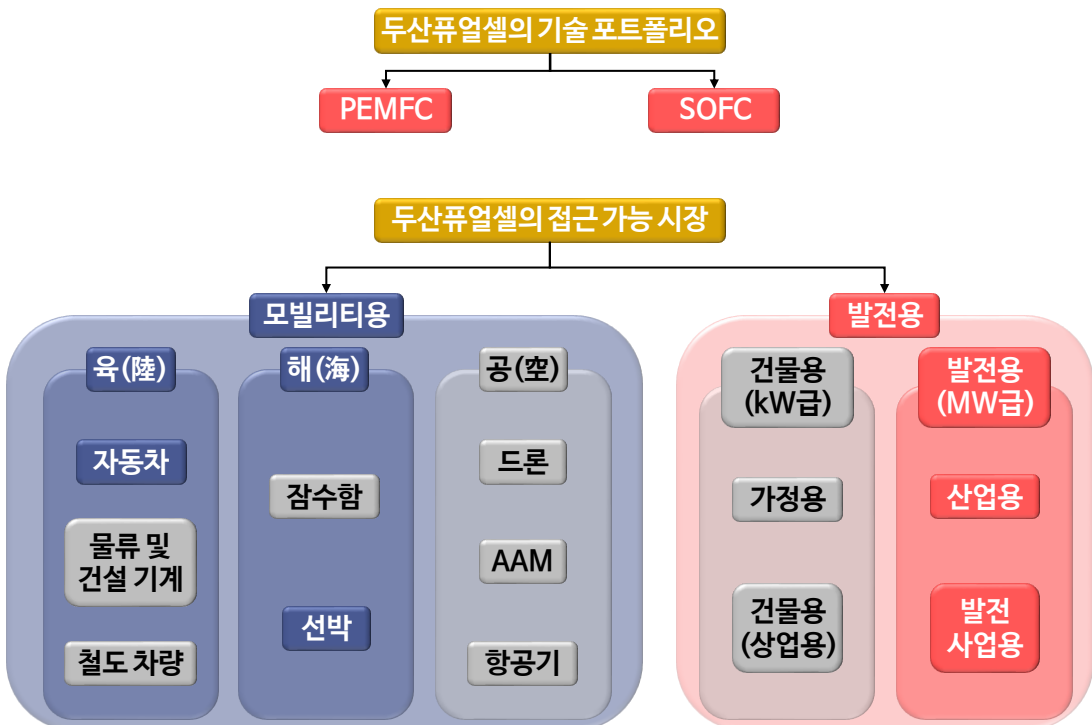 두산퓨얼셀의 기술 포트폴리오
PEMFC
SOFC
두산퓨얼셀의 접근 가능 시장
모빌리티용
발전용
육(陸)
해(海)
공(空)
건물용
(kW급)
발전용
(MW급)
자동차
잠수함
드론
가정용
산업용
물류 및
건설 기계
AAM
선박
건물용
(상업용)
발전
사업용
철도 차량
항공기